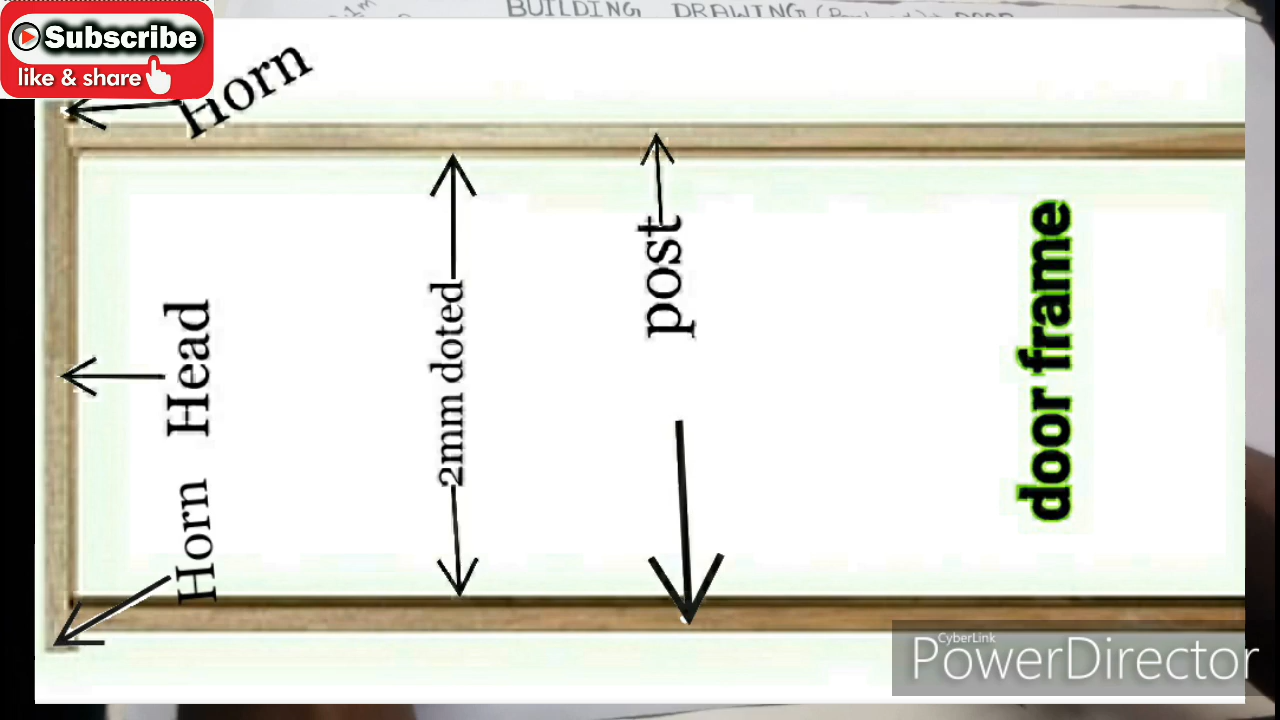 BUILDING DRAWING
Subscribe
like & share
Horn
Head
Horn
2mm doted
post
door frame
CyberLink
PowerDirector